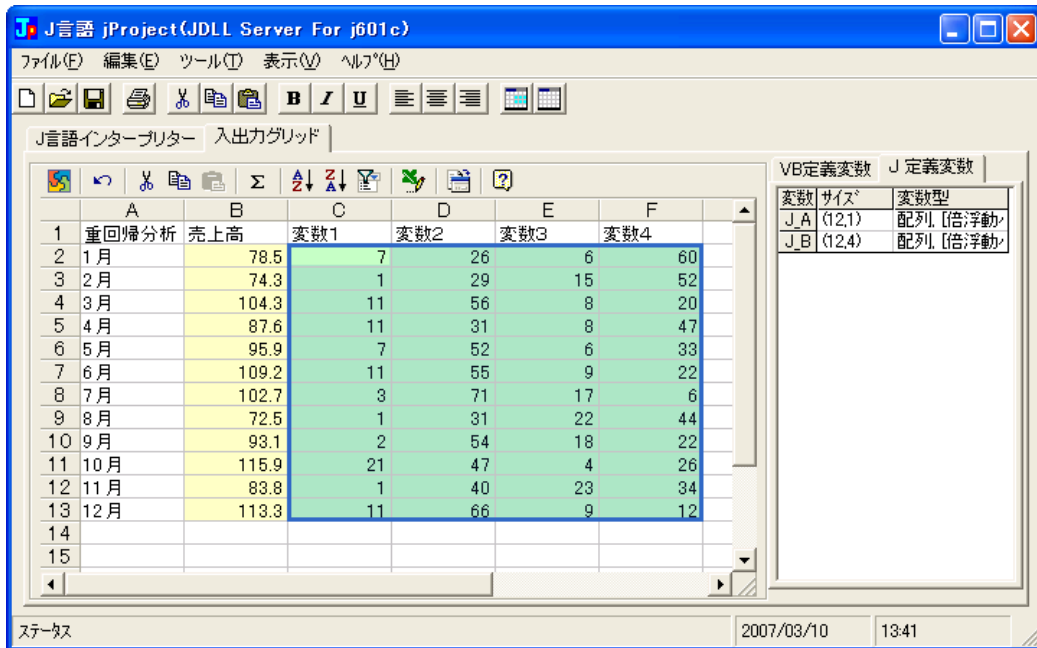 J言語 jProject(JDLL Server For j601c)
ファイル(F) 編集(E) ツール(T) 表示(V) ヘルプ(H)
B I U
J言語インタープリター 入出力グリッド
VB定義変数 J 定義変数
変数 サイズ 変数型
J_A (12,1) 配列, [倍浮動
J_B (12,4) 配列, [倍浮動
A B C D E F
1 重回帰分析 売上高 変数1 変数2 変数3 変数4
2 1月 78.5 7 26 6 60
3 2月 74.3 1 29 15 52
4 3月 104.3 11 56 8 20
5 4月 87.6 11 31 8 47
6 5月 95.9 7 52 6 33
7 6月 109.2 11 55 9 22
8 7月 102.7 3 71 17 6
9 8月 72.5 1 31 22 44
10 9月 93.1 2 54 18 22
11 10月 115.9 21 47 4 26
12 11月 83.8 1 40 23 34
13 12月 113.3 11 66 9 12
14
15
ステータス 2007/03/10 13:41